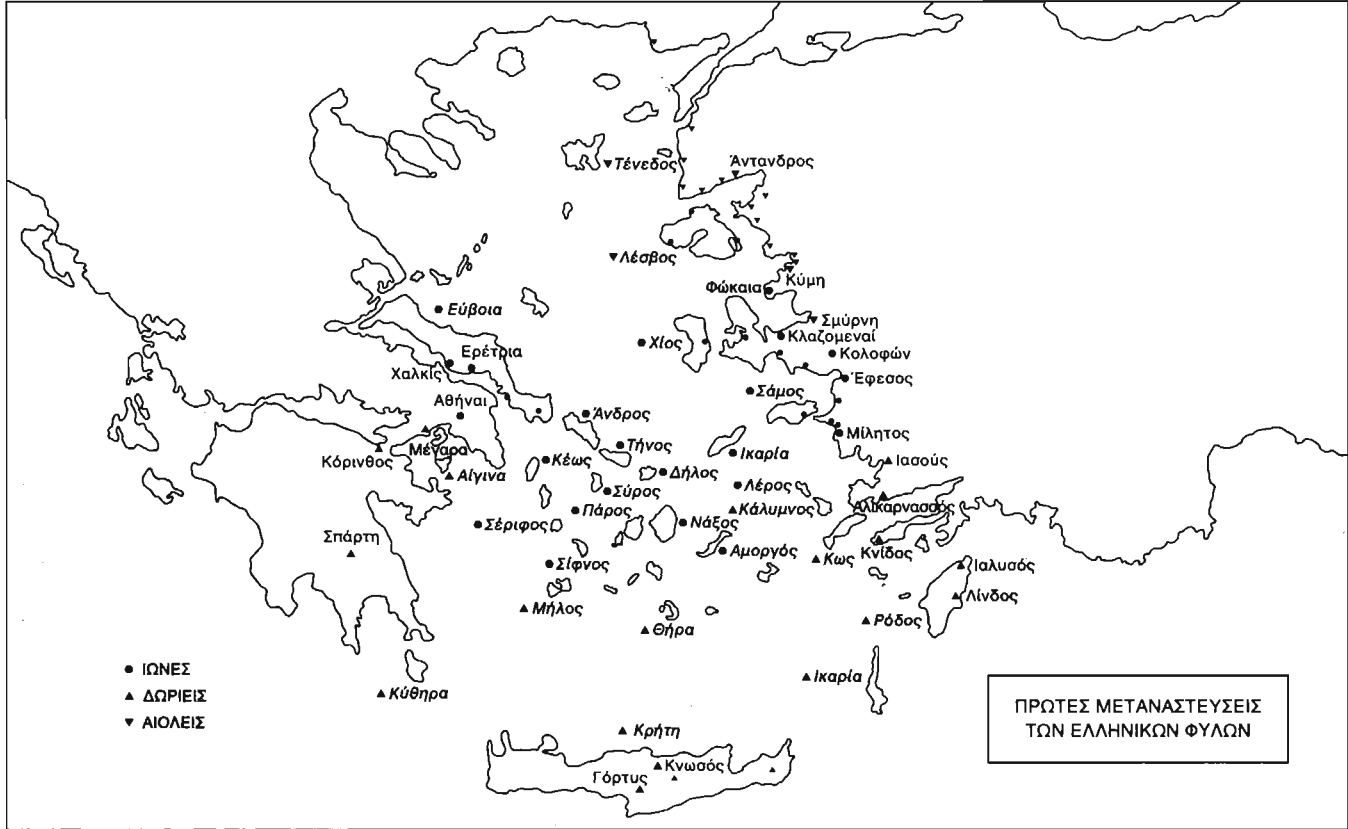 Τένεδος
Άντανδρος
Λέσβος
Κύμη
Φώκαια
Εύβοια
Σμύρνη
Κλαζομεναί
Χίος
Κολοφών
Ερέτρια
Χαλκίς
Έφεσος
Σάμος
Αθήναι
Άνδρος
Μίλητος
Τήνος
Μέγαρα
Ικαρία
Κόρινθος
Κέως
Ιασούς
Αίγινα
Δήλος
Λέρος
Σύρος
Αλικαρνασσός
Πάρος
Κάλυμνος
Σέριφος
Νάξος
Σπάρτη
Αμοργός
Κνίδος
Κως
Σίφνος
Ιαλυσός
Λίνδος
Μήλος
Ρόδος
Θήρα
● ΙΩΝΕΣ
▲ ΔΩΡΙΕΙΣ
▼ ΑΙΟΛΕΙΣ
Κύθηρα
Ικαρία
ΠΡΩΤΕΣ ΜΕΤΑΝΑΣΤΕΥΣΕΙΣ
ΤΩΝ ΕΛΛΗΝΙΚΩΝ ΦΥΛΩΝ
Κρήτη
Κνωσός
Γόρτυς